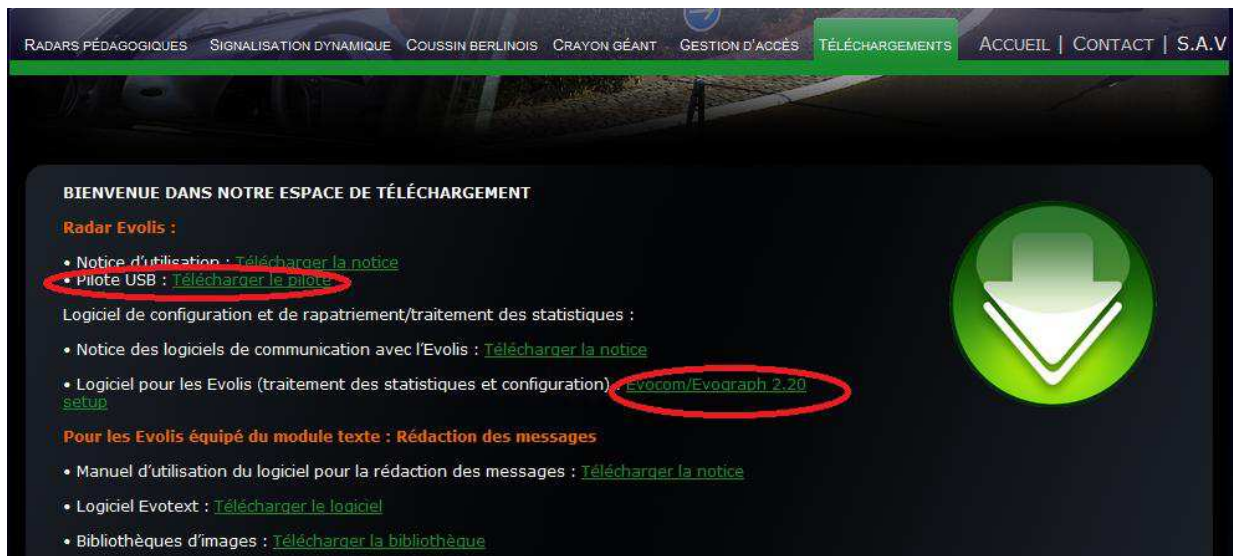 RADARS PÉDAGOGIQUES SIGNALISATION DYNAMIQUE COUSSIN BERLINOIS CRAYON GÉANT GESTION D'ACCÈS TÉLÉCHARGEMENTS ACCUEIL | CONTACT | S.A.V
BIENVENUE DANS NOTRE ESPACE DE TÉLÉCHARGEMENT
Radar Evolis :
• Notice d'utilisation : Télécharger la notice
• Pilote USB : Télécharger le pilote
Logiciel de configuration et de rapatriement/traitement des statistiques :
• Notice des logiciels de communication avec l'Evolis : Télécharger la notice
• Logiciel pour les Evolis (traitement des statistiques et configuration) : Evocom/Evograph 2.20
setup
Pour les Evolis équipé du module texte : Rédaction des messages
• Manuel d'utilisation du logiciel pour la rédaction des messages : Télécharger la notice
• Logiciel Evotext : Télécharger le logiciel
• Bibliothèques d'images : Télécharger la bibliothèque